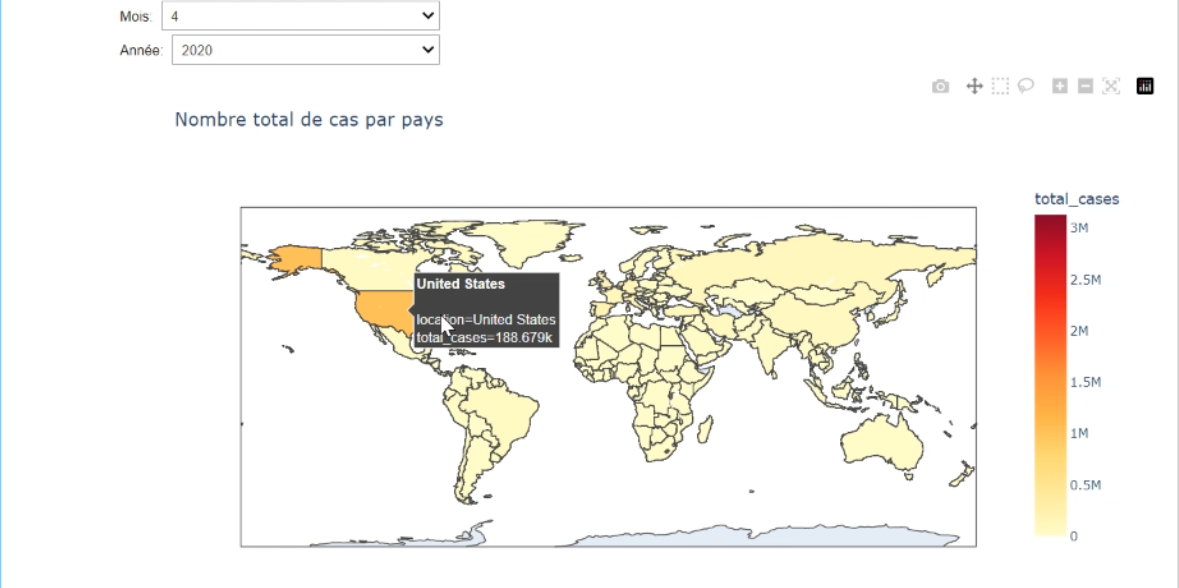 Mois: 4
Année: 2020
Nombre total de cas par pays
total_cases
3M
2.5M
2M
1.5M
1M
0.5M
0
United States
location=United States
total_cases=188.679k